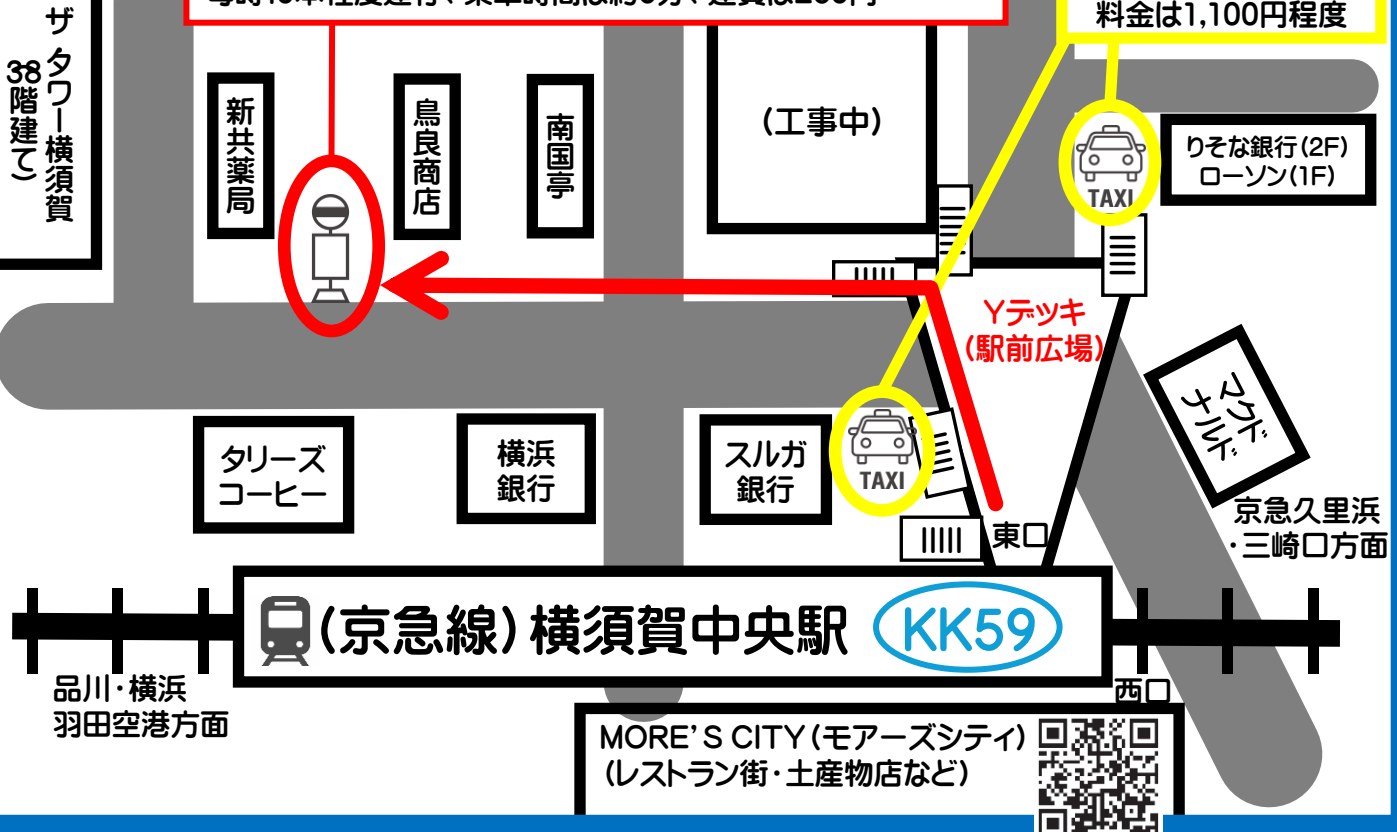 料金は1,100円程度
ザ タワー横須賀
(38階建て)
新共薬局
鳥良商店
南国亭
(工事中)
TAXI
りそな銀行(2F)
ローソン(1F)
Yデッキ
(駅前広場)
マクド
ナルド
タリーズ
コーヒー
横浜
銀行
スルガ
銀行
TAXI
東口
京急久里浜
・三崎口方面
(京急線)横須賀中央駅 KK59
品川・横浜
羽田空港方面
西口
MORE'S CITY(モアーズシティ)
(レストラン街・土産物店など)